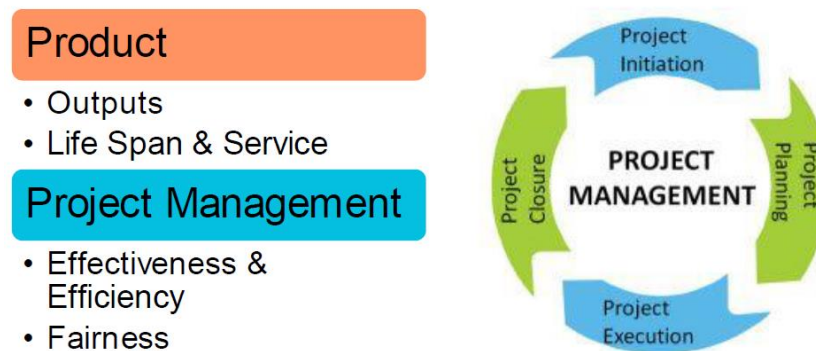 Product
• Outputs
• Life Span & Service
Project Management
• Effectiveness &
Efficiency
• Fairness
Project
Initiation
Project
Planning
PROJECT
MANAGEMENT
Project
Closure
Project
Execution